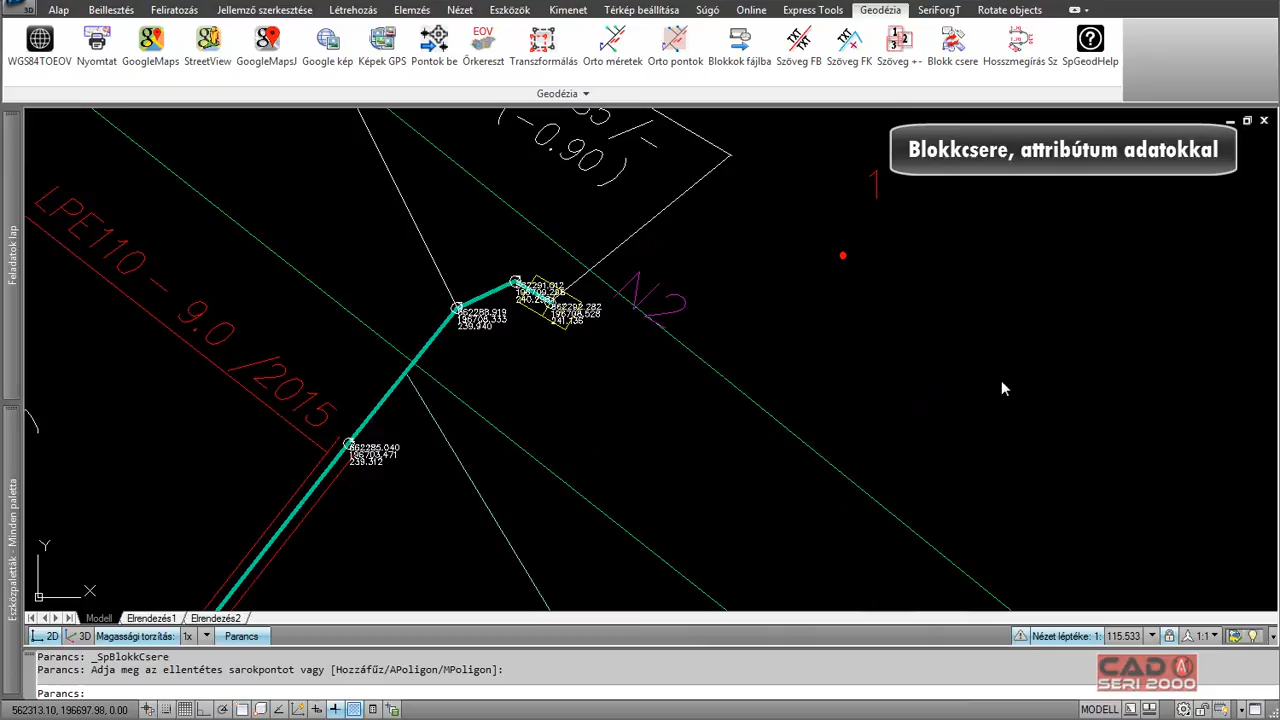 Alap Beillesztés Feliratozás Jellemző szerkesztése Létrehozás Elemzés Nézet Eszközök Kimenet Térkép beállítása Súgó Online Express Tools Geodézia SeriForgT Rotate objects
WGS84TOEOV Nyomtat GoogleMaps StreetView GoogleMapsJ Google kép Képek GPS Pontok be EOV Őrkereszt Transzformálás Orto méretek Orto pontok Blokkok fájlba Szöveg FB Szöveg FK Szöveg +- Blokk csere Hosszmegírás Sz SpGeodHelp
Geodézia
Blokkcsere, attribútum adatokkal
(-0.90)
1
LPE110 - 9.0 /2015
N2
239.940
239.312
Y
X
Feladatok lap
Eszközpaletták - Minden paletta
Modell Elrendezés1 Elrendezés2
2D 3D Magassági torzítás: 1x Parancs Nézet léptéke: 1: 115.533 1:1
Parancs: _SpBlokkCsere
Parancs: Adja meg az ellentétes sarokpontot vagy [Hozzáfűz/APoligon/MPoligon]:
CAD
SERI 2000
Parancs:
562313.10, 196697.98, 0.00 MODELL